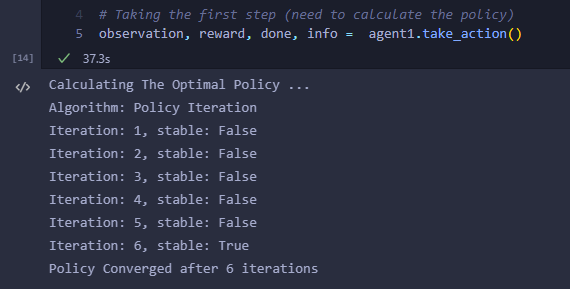 4 # Taking the first step (need to calculate the policy)
5 observation, reward, done, info =  agent1.take_action()
[14] ✓ 37.3s
</> Calculating The Optimal Policy ...
Algorithm: Policy Iteration
Iteration: 1, stable: False
Iteration: 2, stable: False
Iteration: 3, stable: False
Iteration: 4, stable: False
Iteration: 5, stable: False
Iteration: 6, stable: True
Policy Converged after 6 iterations